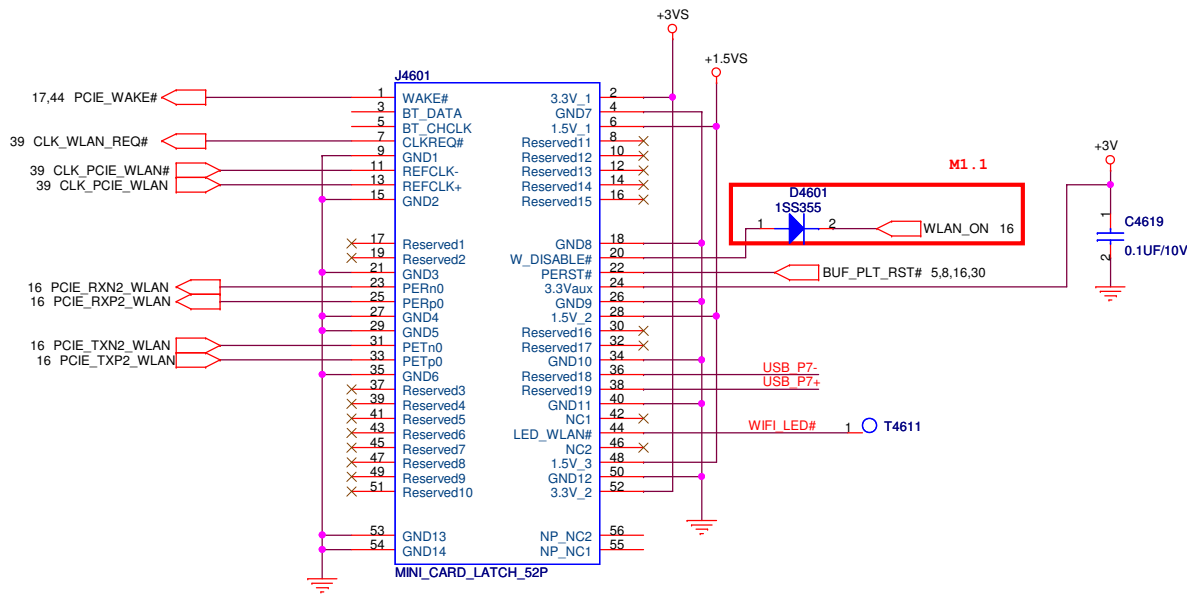 +3VS
+1.5VS
J4601
17,44 PCIE_WAKE# 1 WAKE# 3.3V_1 2
3 BT_DATA GND7 4
5 BT_CHCLK 1.5V_1 6
39 CLK_WLAN_REQ# 7 CLKREQ# Reserved11 8
9 GND1 Reserved12 10
39 CLK_PCIE_WLAN# 11 REFCLK- Reserved13 12
39 CLK_PCIE_WLAN 13 REFCLK+ Reserved14 14
15 GND2 Reserved15 16
+3V
M1.1
D4601
1SS355
1 2 WLAN_ON 16
1 C4619
2 0.1UF/10V
17 Reserved1 GND8 18
19 Reserved2 W_DISABLE# 20
21 GND3 PERST# 22 BUF_PLT_RST# 5,8,16,30
16 PCIE_RXN2_WLAN 23 PERn0 3.3Vaux 24
16 PCIE_RXP2_WLAN 25 PERp0 GND9 26
27 GND4 1.5V_2 28
29 GND5 Reserved16 30
16 PCIE_TXN2_WLAN 31 PETn0 Reserved17 32
16 PCIE_TXP2_WLAN 33 PETp0 GND10 34
35 GND6 Reserved18 36 USB_P7-
37 Reserved3 Reserved19 38 USB_P7+
39 Reserved4 GND11 40
41 Reserved5 NC1 42
43 Reserved6 LED_WLAN# 44 WIFI_LED# 1 T4611
45 Reserved7 NC2 46
47 Reserved8 1.5V_3 48
49 Reserved9 GND12 50
51 Reserved10 3.3V_2 52
53 GND13 NP_NC2 56
54 GND14 NP_NC1 55
MINI_CARD_LATCH_52P